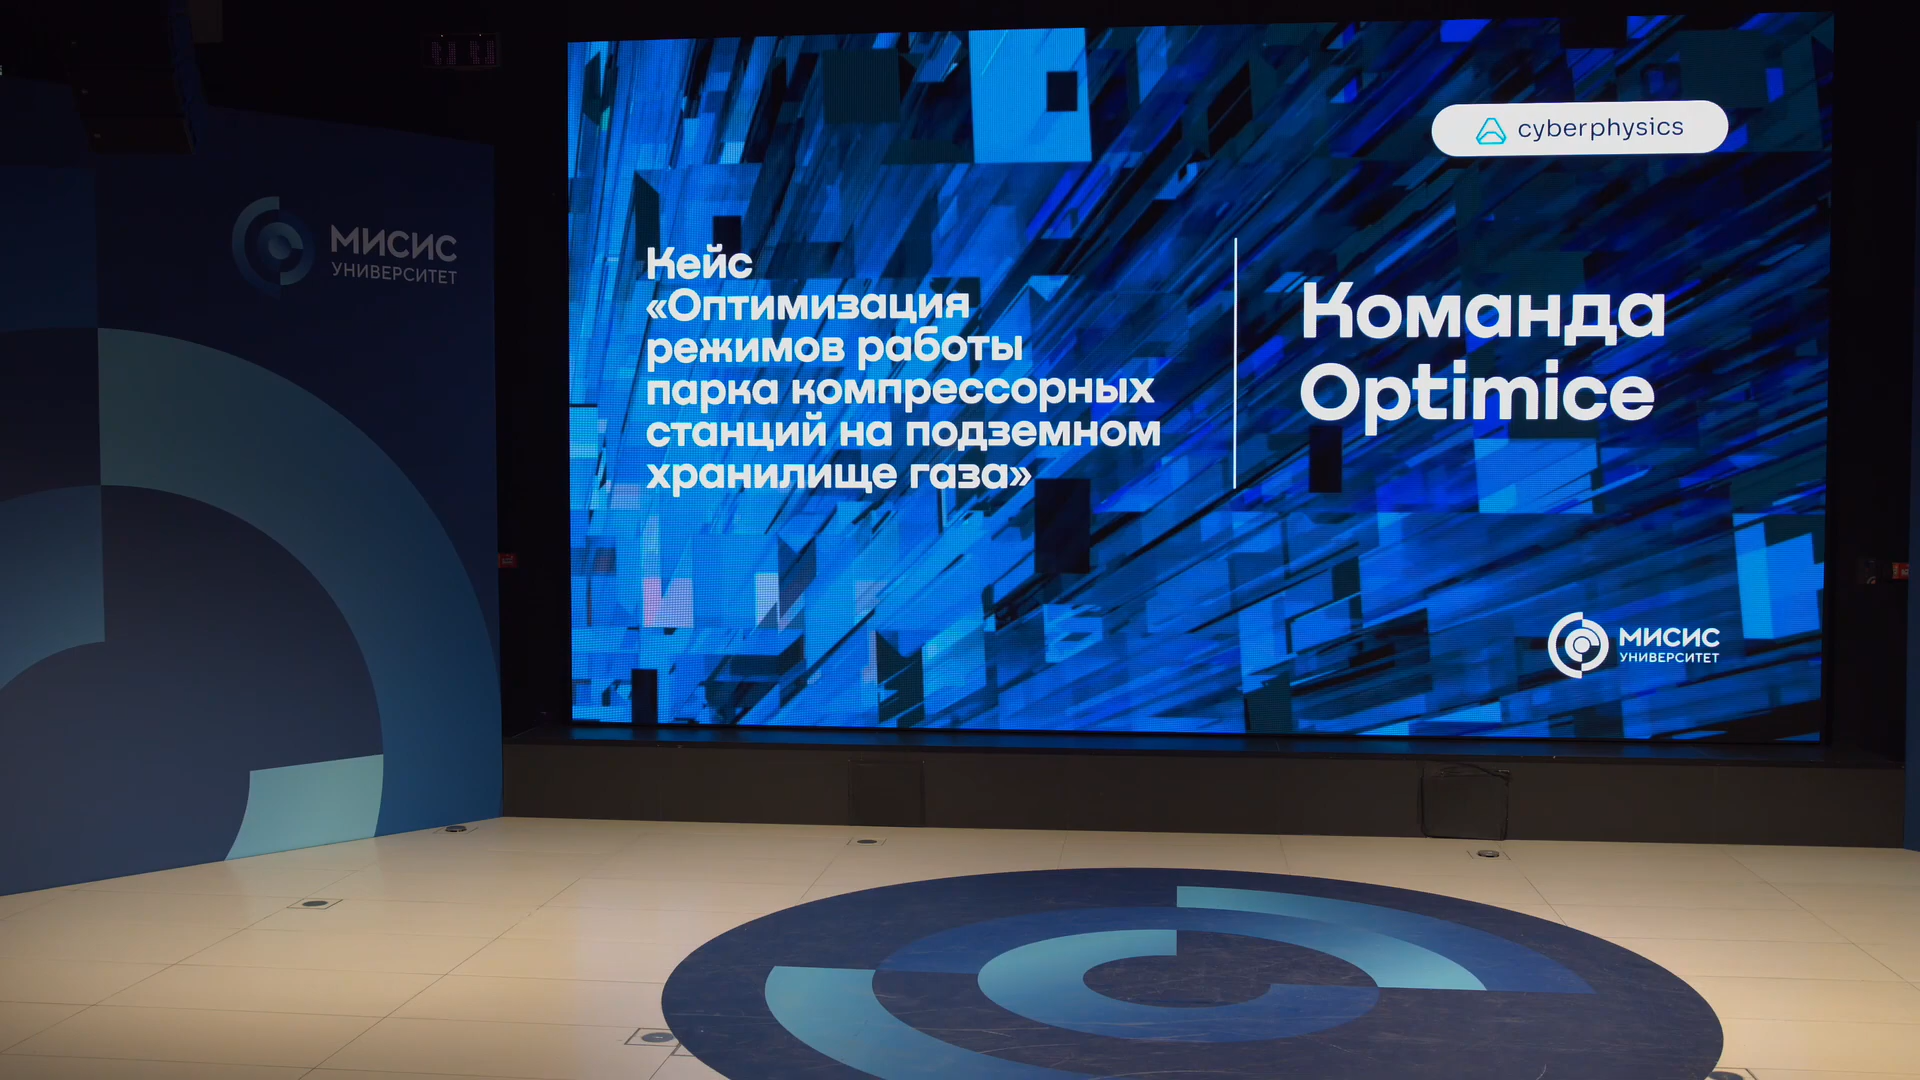 МИСИС
УНИВЕРСИТЕТ
cyberphysics
Кейс
«Оптимизация
режимов работы
парка компрессорных
станций на подземном
хранилище газа»
Команда
Optimice
МИСИС
УНИВЕРСИТЕТ